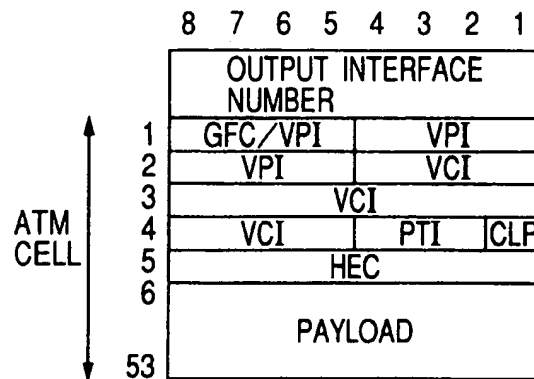 8 7 6 5 4 3 2 1
OUTPUT INTERFACE
NUMBER
1 GFC/VPI VPI
2 VPI VCI
3 VCI
ATM CELL
4 VCI PTI CLP
5 HEC
6
PAYLOAD
53